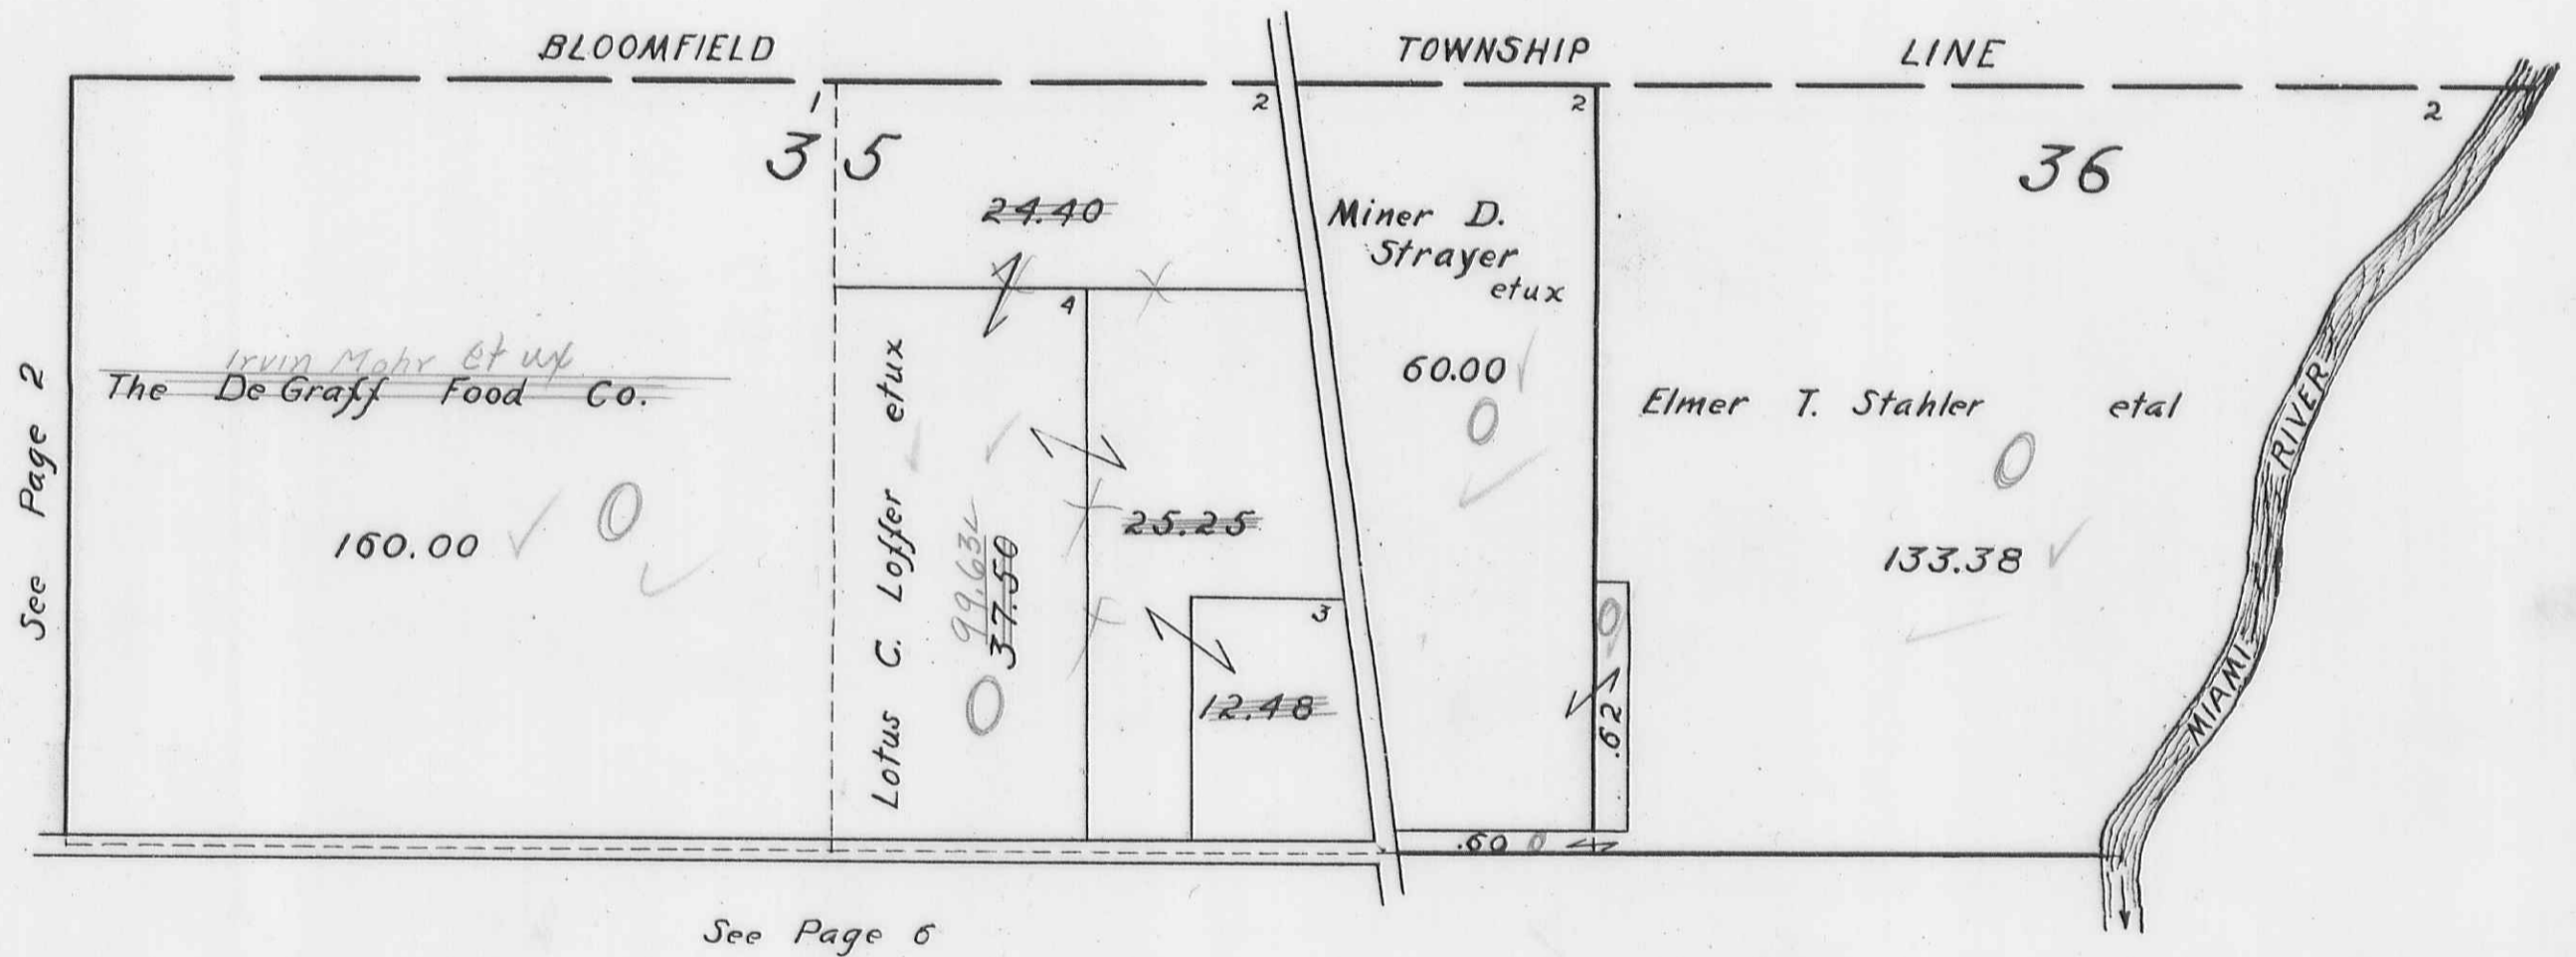 BLOOMFIELD TOWNSHIP LINE
1 2 2 2
3 5
36
24.40
Miner D.
Strayer
etux
4
60.00
Irvin Mohr et ux
The DeGraff Food Co.
Elmer T. Stahler etal
See Page 2
160.00
Lotus C. Loffer etux
99.63
37.50
25.25
133.38
3
12.48
.62
.60
MIAMI RIVER
See Page 6